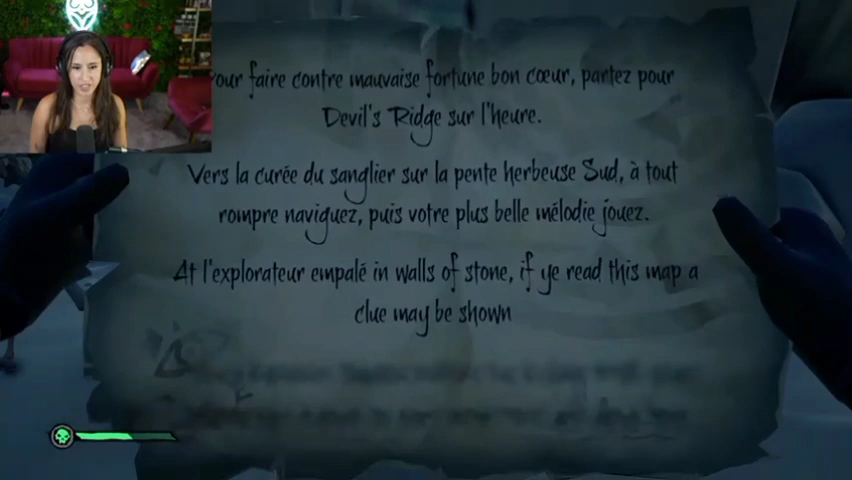 our faire contre mauvaise fortune bon cœur, partez pour
Devil's Ridge sur l'heure.
Vers la curée du sanglier sur la pente herbeuse Sud, à tout
rompre naviguez, puis votre plus belle mélodie jouez.
At l'explorateur empalé in walls of stone, if ye read this map a
clue may be shown